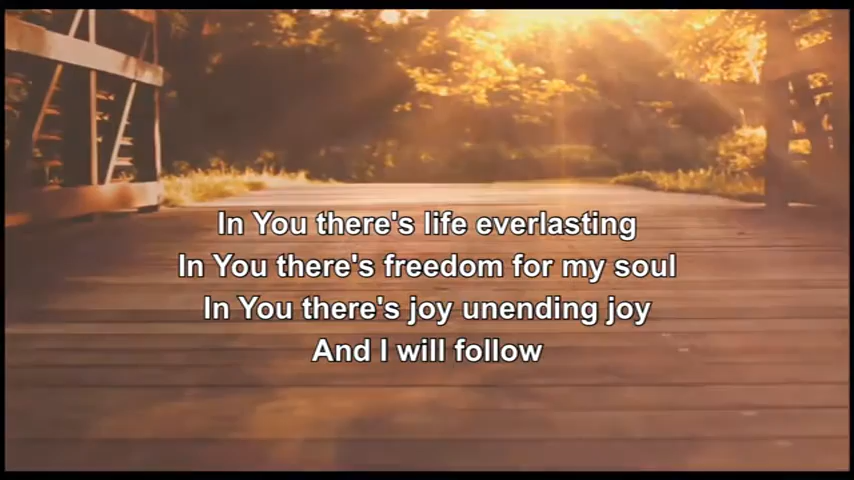 In You there's life everlasting
In You there's freedom for my soul
In You there's joy unending joy
And I will follow